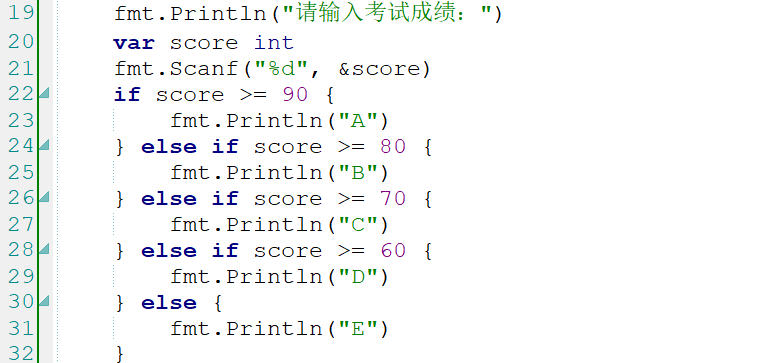 19 fmt.Println("请输入考试成绩：")
20 var score int
21 fmt.Scanf("%d", &score)
22 if score >= 90 {
23 fmt.Println("A")
24 } else if score >= 80 {
25 fmt.Println("B")
26 } else if score >= 70 {
27 fmt.Println("C")
28 } else if score >= 60 {
29 fmt.Println("D")
30 } else {
31 fmt.Println("E")
32 }